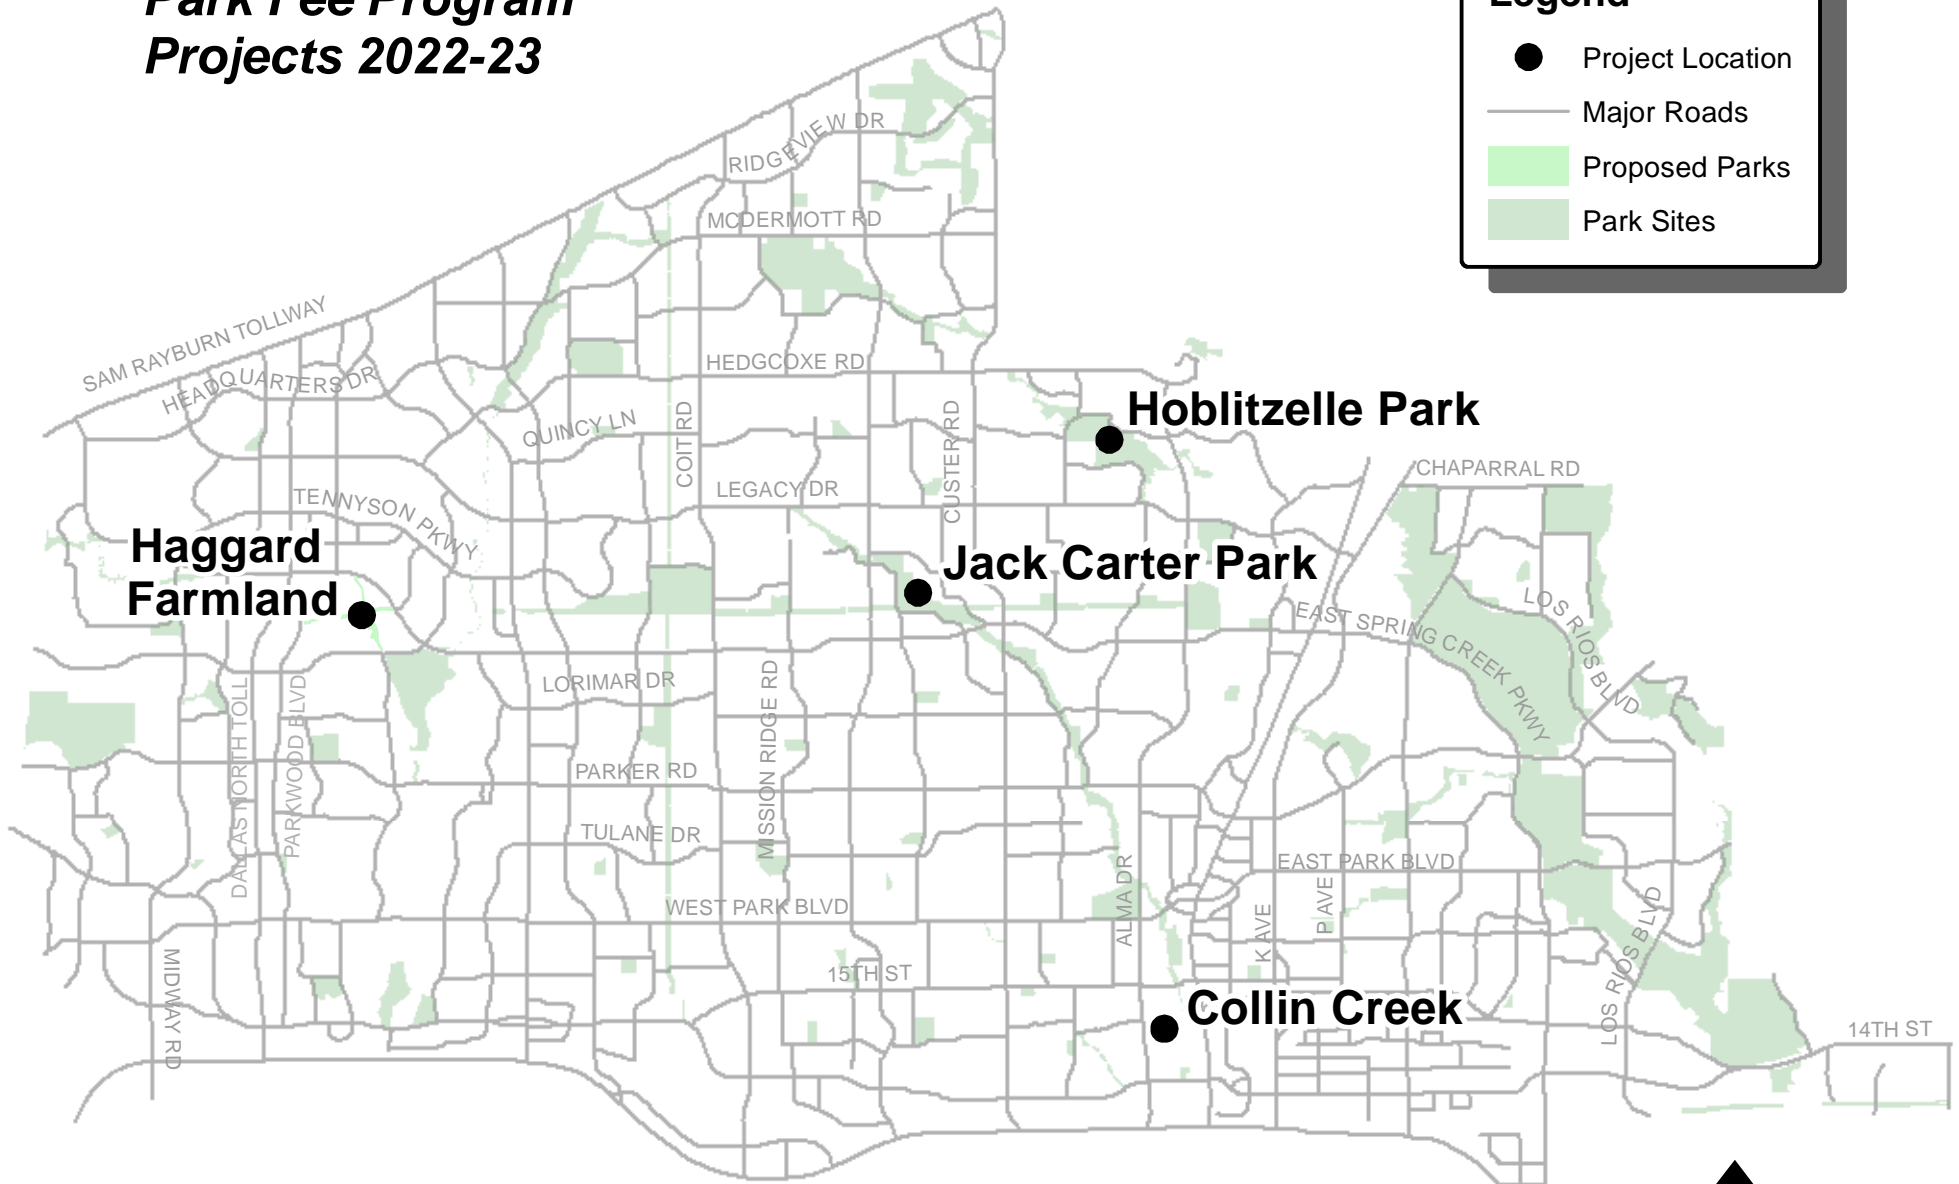 Park Fee Program
Projects 2022-23
Legend
Project Location
Major Roads
Proposed Parks
Park Sites
RIDGEVIEW DR
MCDERMOTT RD
SAM RAYBURN TOLLWAY
HEADQUARTERS DR
HEDGCOXE RD
QUINCY LN
COIT RD
CUSTER RD
Hoblitzelle Park
CHAPARRAL RD
LEGACY DR
TENNYSON PKWY
Haggard
Farmland
Jack Carter Park
EAST SPRING CREEK PKWY
LOS RIOS BLVD
LORIMAR DR
DALLAS NORTH TOLL
PARKWOOD BLVD
MISSION RIDGE RD
PARKER RD
TULANE DR
EAST PARK BLVD
ALMA DR
P AVE
K AVE
WEST PARK BLVD
LOS RIOS BLVD
MIDWAY RD
15TH ST
Collin Creek
14TH ST